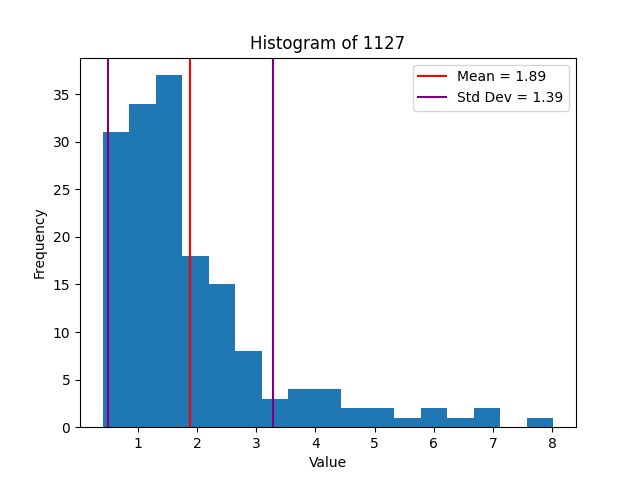 Histogram of 1127
Mean = 1.89
Std Dev = 1.39
Frequency
35
30
25
20
15
10
5
0
1 2 3 4 5 6 7 8
Value